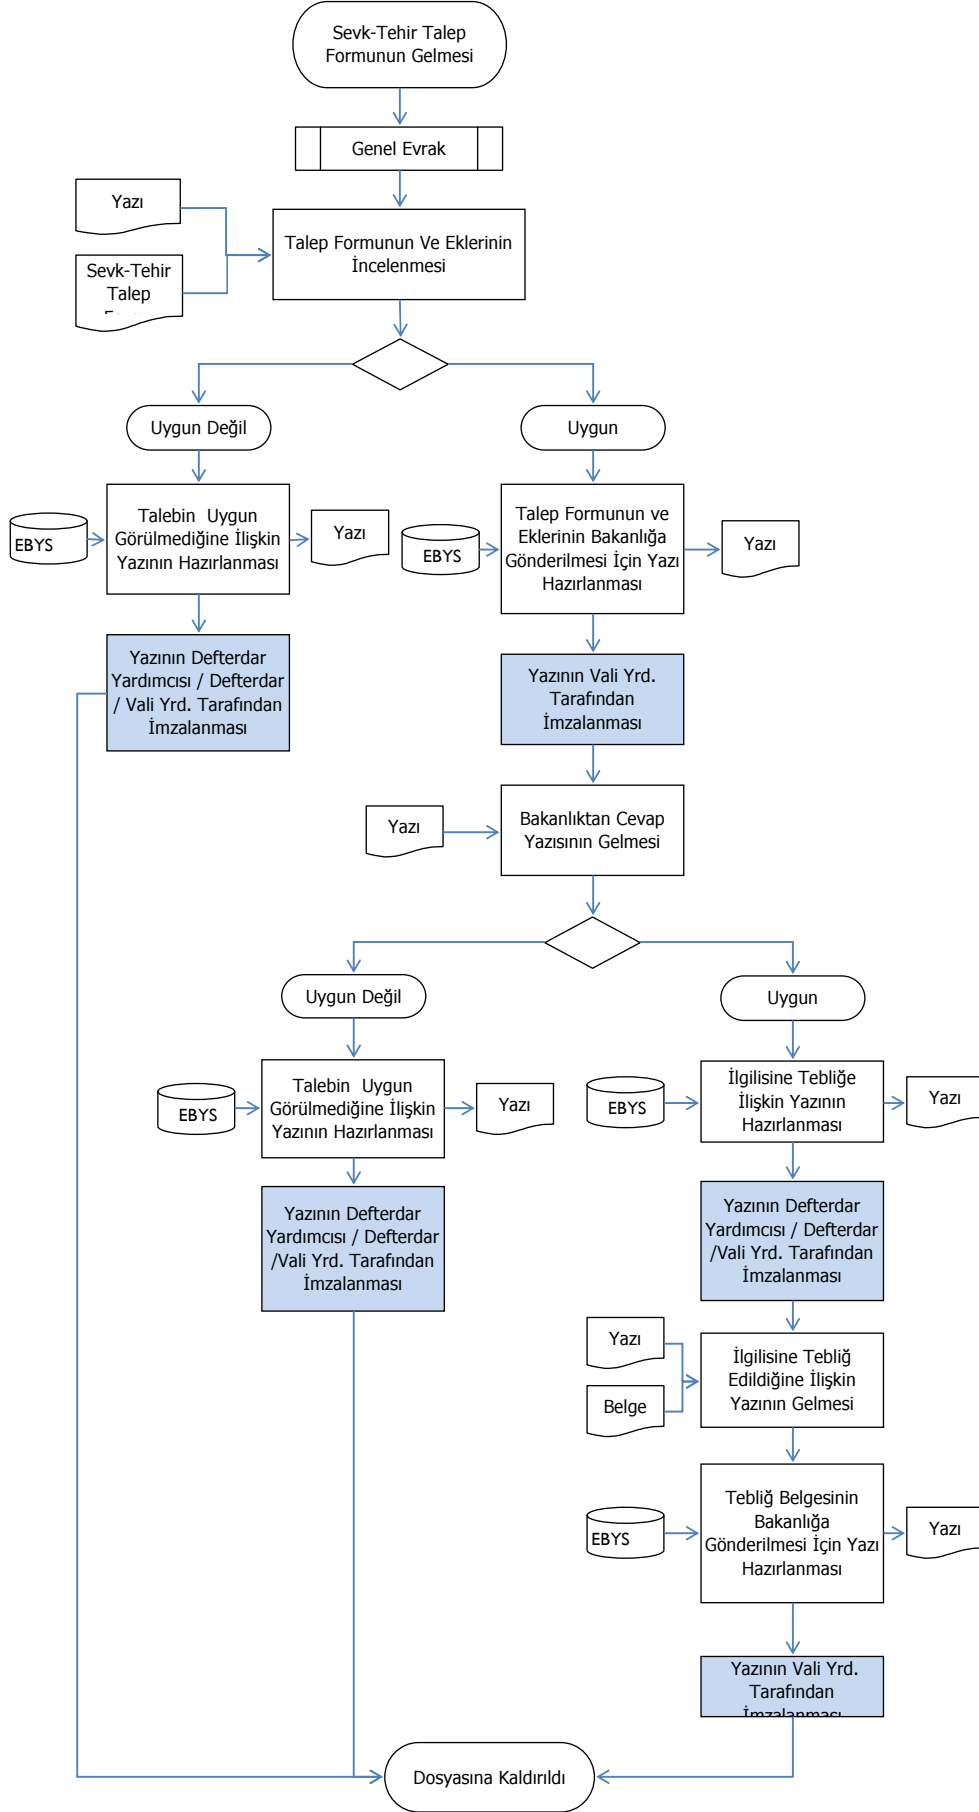 Sevk-Tehir Talep
Formunun Gelmesi
Genel Evrak
Yazı
Talep Formunun Ve Eklerinin
İncelenmesi
Sevk-Tehir
Talep
Uygun Değil
Uygun
EBYS
Talebin Uygun
Görülmediğine İlişkin
Yazının Hazırlanması
Yazı
EBYS
Talep Formunun ve
Eklerinin Bakanlığa
Gönderilmesi İçin Yazı
Hazırlanması
Yazı
Yazının Defterdar
Yardımcısı / Defterdar
/ Vali Yrd. Tarafından
İmzalanması
Yazının Vali Yrd.
Tarafından
İmzalanması
Yazı
Bakanlıktan Cevap
Yazısının Gelmesi
Uygun Değil
Uygun
EBYS
Talebin Uygun
Görülmediğine İlişkin
Yazının Hazırlanması
Yazı
EBYS
İlgilisine Tebliğe
İlişkin Yazının
Hazırlanması
Yazı
Yazının Defterdar
Yardımcısı / Defterdar
/Vali Yrd. Tarafından
İmzalanması
Yazının Defterdar
Yardımcısı / Defterdar
/Vali Yrd. Tarafından
İmzalanması
Yazı
Belge
İlgilisine Tebliğ
Edildiğine İlişkin
Yazının Gelmesi
EBYS
Tebliğ Belgesinin
Bakanlığa
Gönderilmesi İçin Yazı
Hazırlanması
Yazı
Yazının Vali Yrd.
Tarafından
İmzalanması
Dosyasına Kaldırıldı